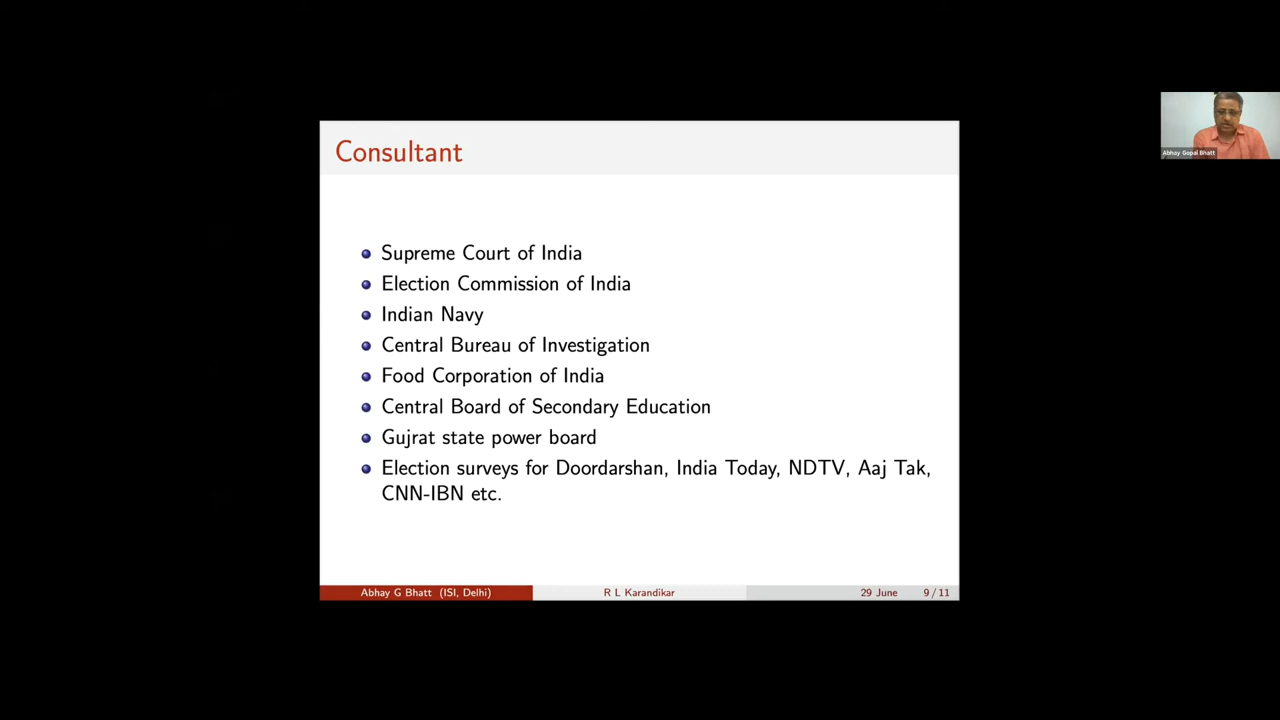 Consultant
Supreme Court of India
Election Commission of India
Indian Navy
Central Bureau of Investigation
Food Corporation of India
Central Board of Secondary Education
Gujrat state power board
Election surveys for Doordarshan, India Today, NDTV, Aaj Tak,
CNN-IBN etc.
Abhay G Bhatt (ISI, Delhi) R L Karandikar 29 June 9 / 11
Abhay Gopal Bhatt